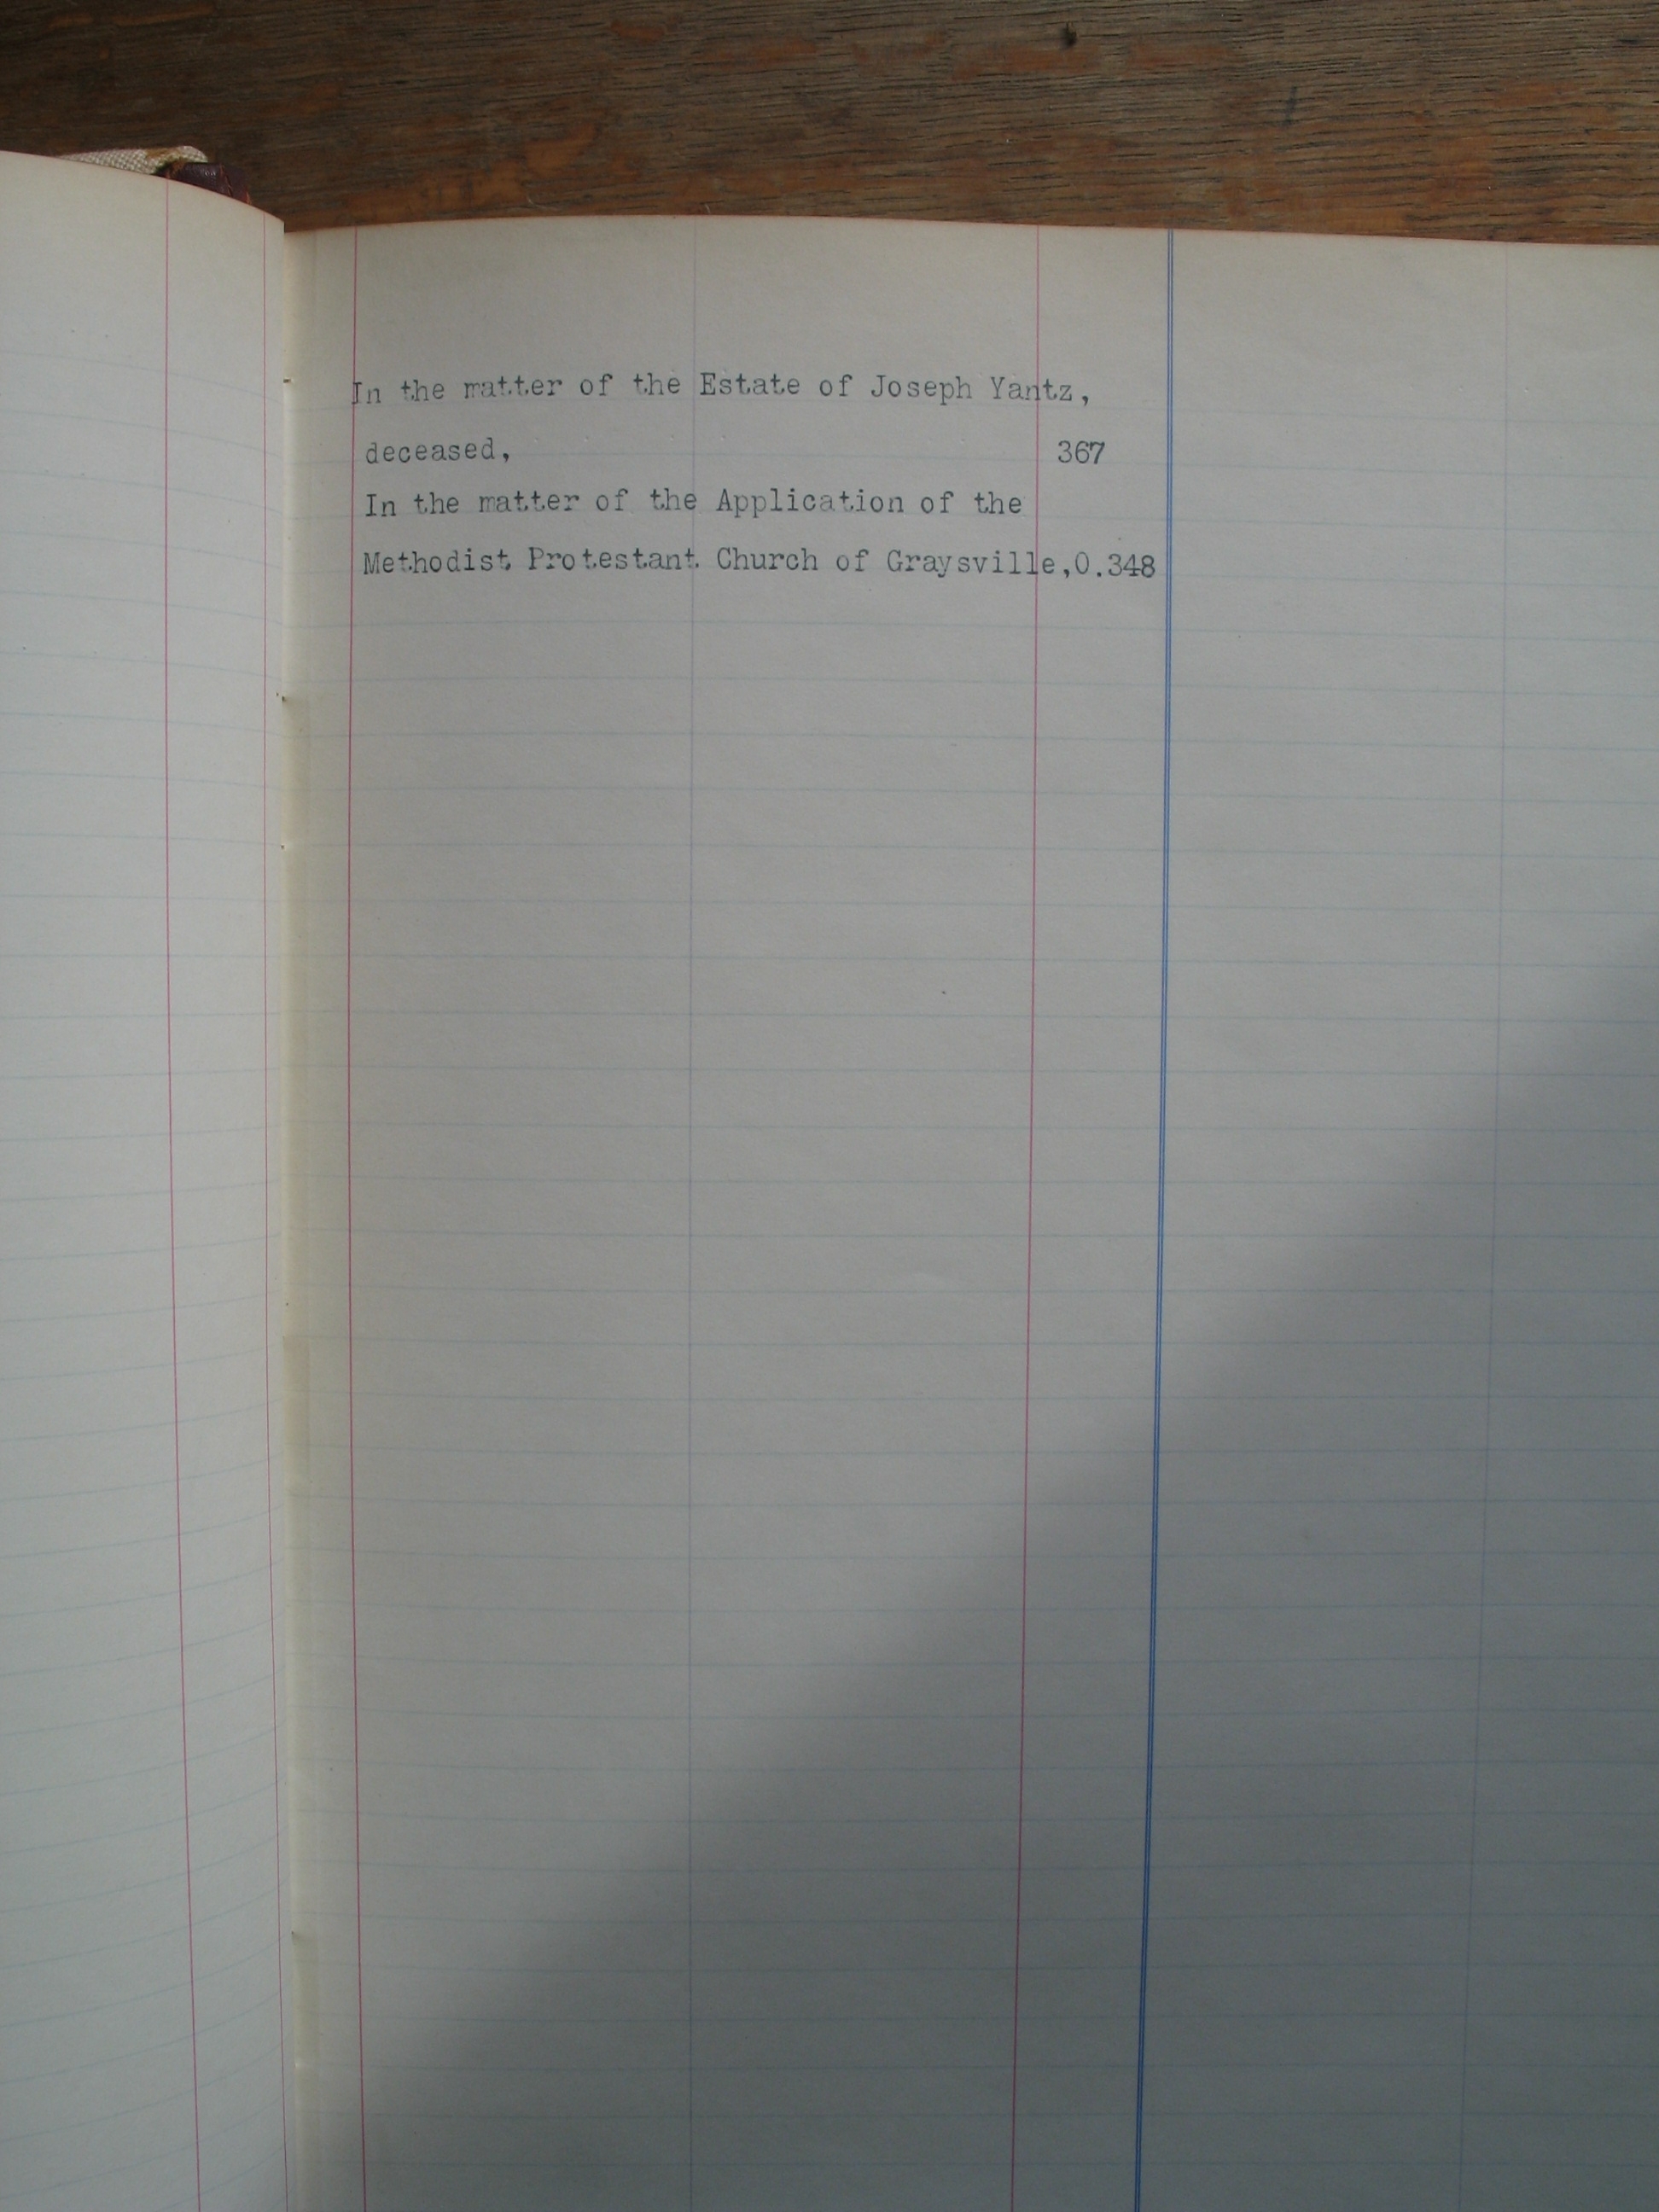 In the matter of the Estate of Joseph Yantz,
deceased, 367
In the matter of the Application of the
Methodist Protestant Church of Graysville,O.348